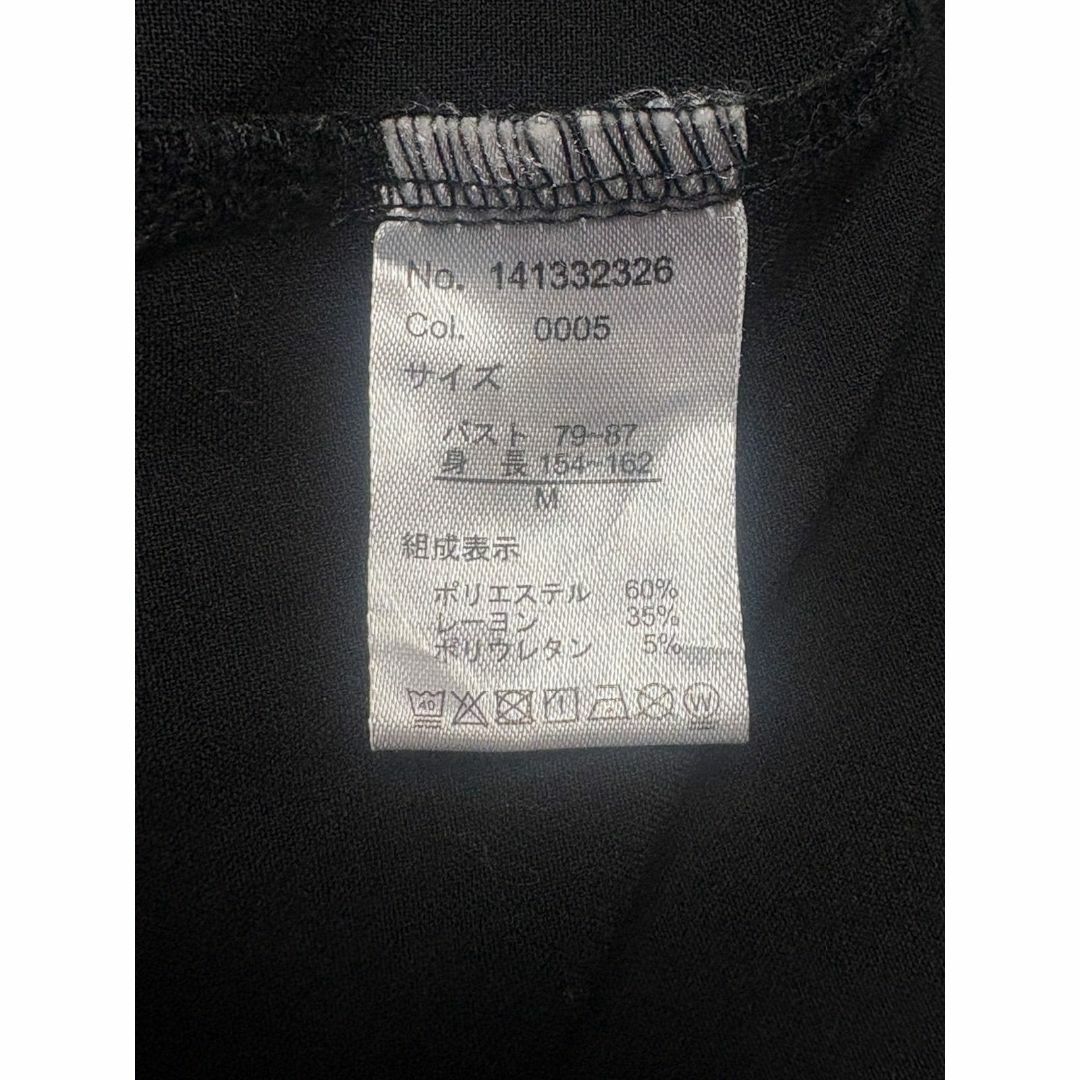 No. 141332326
Col. 0005
サイズ
バスト 79~87
身 長 154~162
M
組成表示
ポリエステル 60%
レーヨン 35%
ポリウレタン 5%
40
W